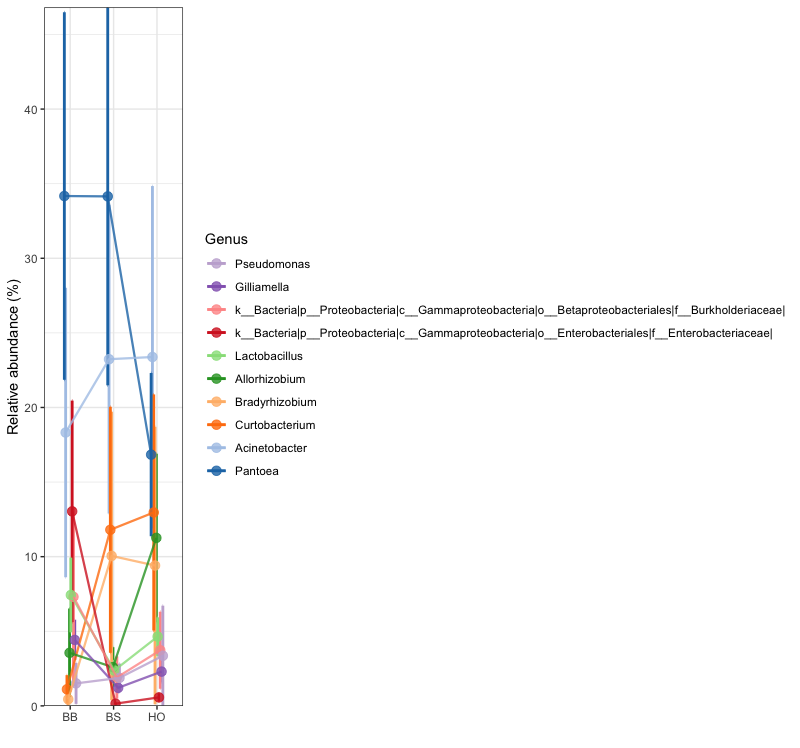 Relative abundance (%)
40
30
20
10
0
BB BS HO
Genus
Pseudomonas
Gilliamella
k__Bacteria|p__Proteobacteria|c__Gammaproteobacteria|o__Betaproteobacteriales|f__Burkholderiaceae|
k__Bacteria|p__Proteobacteria|c__Gammaproteobacteria|o__Enterobacteriales|f__Enterobacteriaceae|
Lactobacillus
Allorhizobium
Bradyrhizobium
Curtobacterium
Acinetobacter
Pantoea